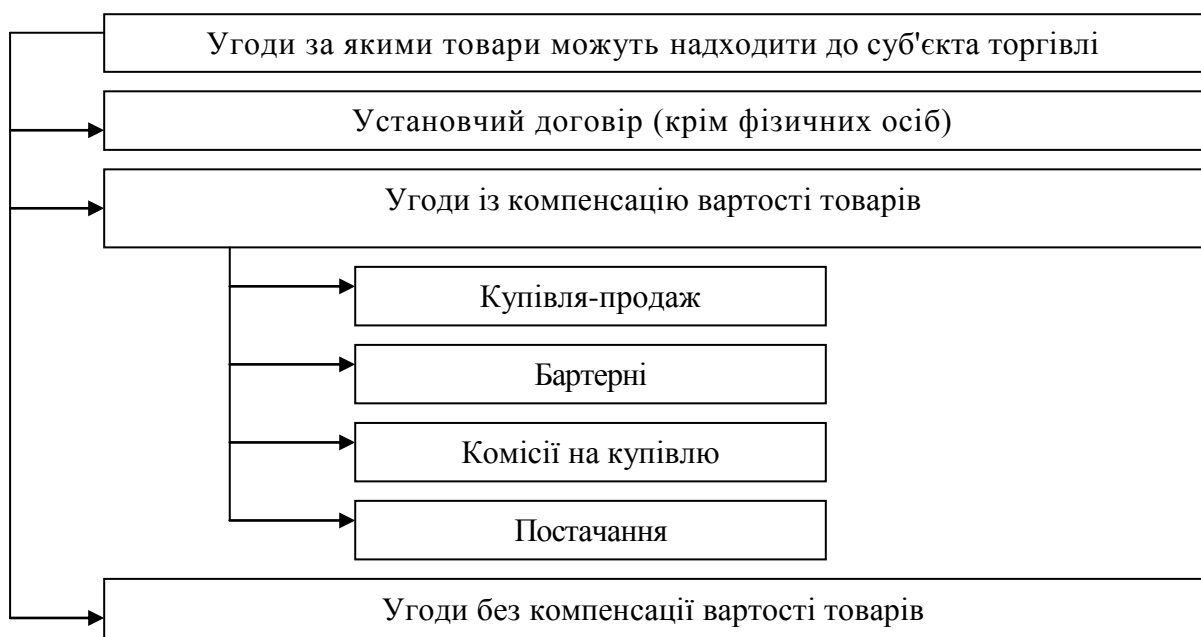 Угоди за якими товари можуть надходити до суб'єкта торгівлі
Установчий договір (крім фізичних осіб)
Угоди із компенсацію вартості товарів
Купівля-продаж
Бартерні
Комісії на купівлю
Постачання
Угоди без компенсації вартості товарів